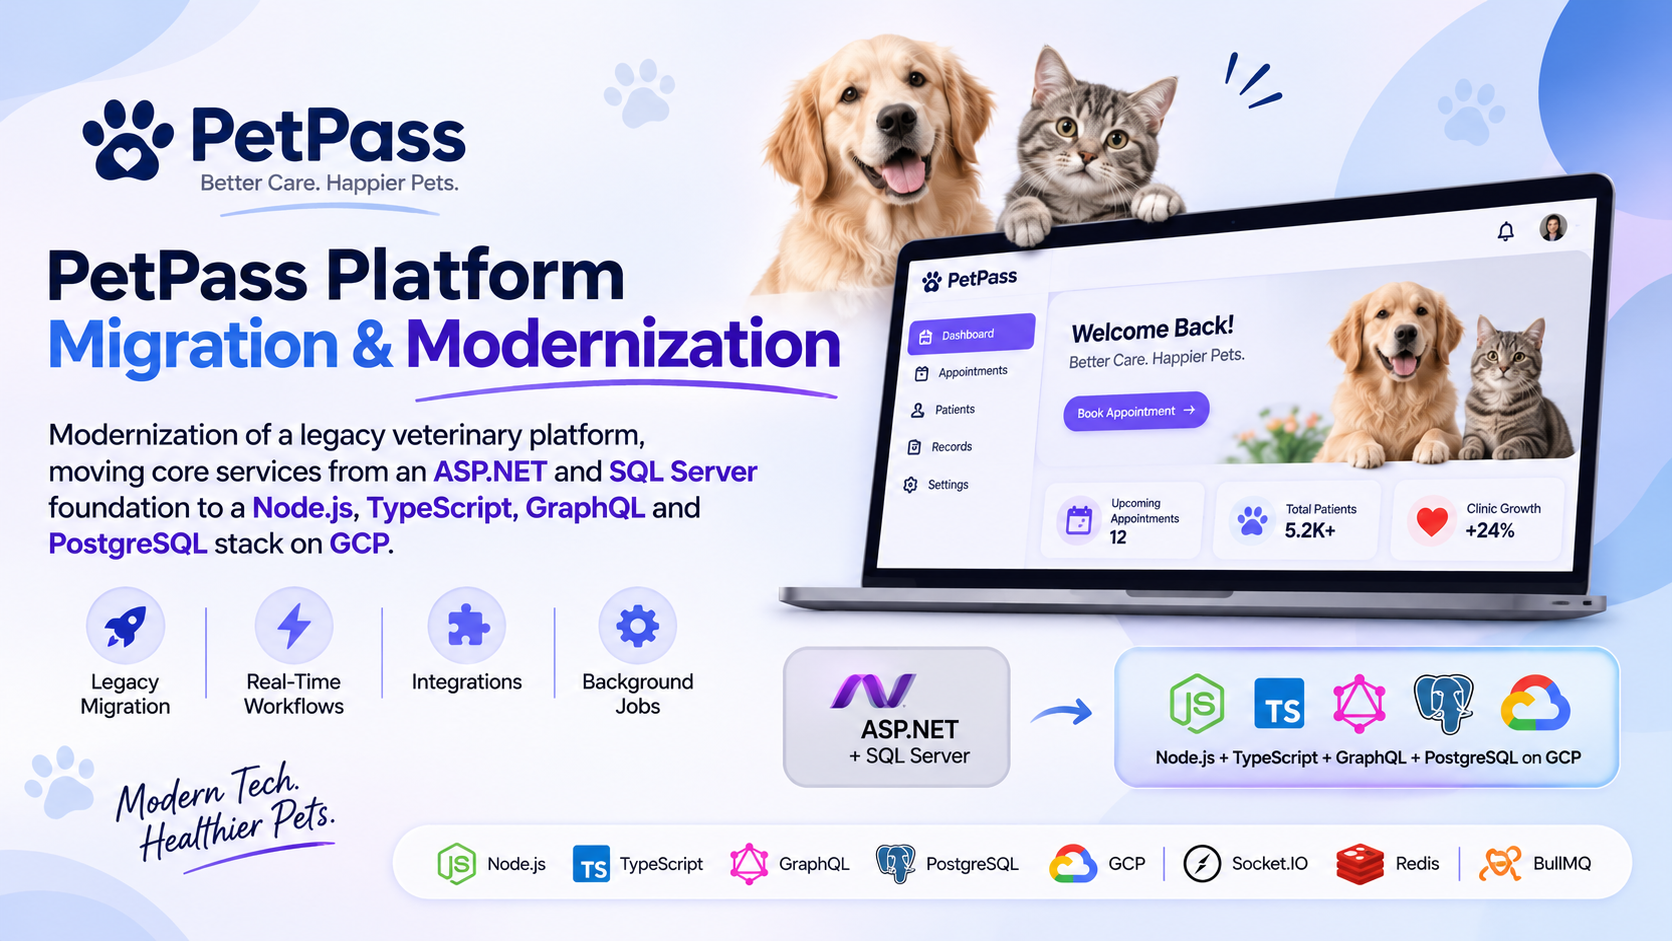 PetPass
Better Care. Happier Pets.
PetPass Platform
Migration & Modernization
Modernization of a legacy veterinary platform,
moving core services from an ASP.NET and SQL Server
foundation to a Node.js, TypeScript, GraphQL and
PostgreSQL stack on GCP.
Legacy
Migration
Real-Time
Workflows
Integrations
Background
Jobs
Modern Tech.
Healthier Pets.
PetPass
Dashboard
Appointments
Patients
Records
Settings
Welcome Back!
Better Care. Happier Pets.
Book Appointment →
Upcoming
Appointments
12
Total Patients
5.2K+
Clinic Growth
+24%
ASP.NET
+ SQL Server
JS
TS
Node.js + TypeScript + GraphQL + PostgreSQL on GCP
JS
Node.js
TS
TypeScript
GraphQL
PostgreSQL
GCP
Socket.IO
Redis
BullMQ